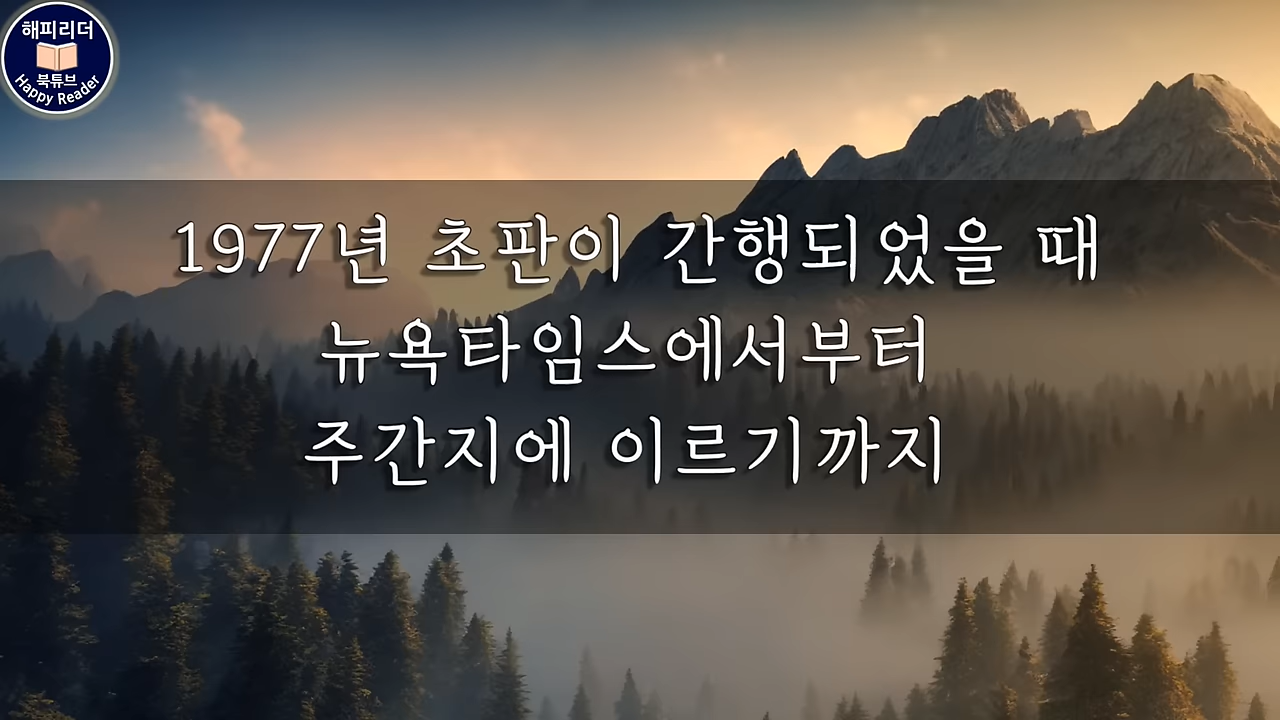 해피리더
북튜브
Happy Reader
1977년 초판이 간행되었을 때
뉴욕타임스에서부터
주간지에 이르기까지